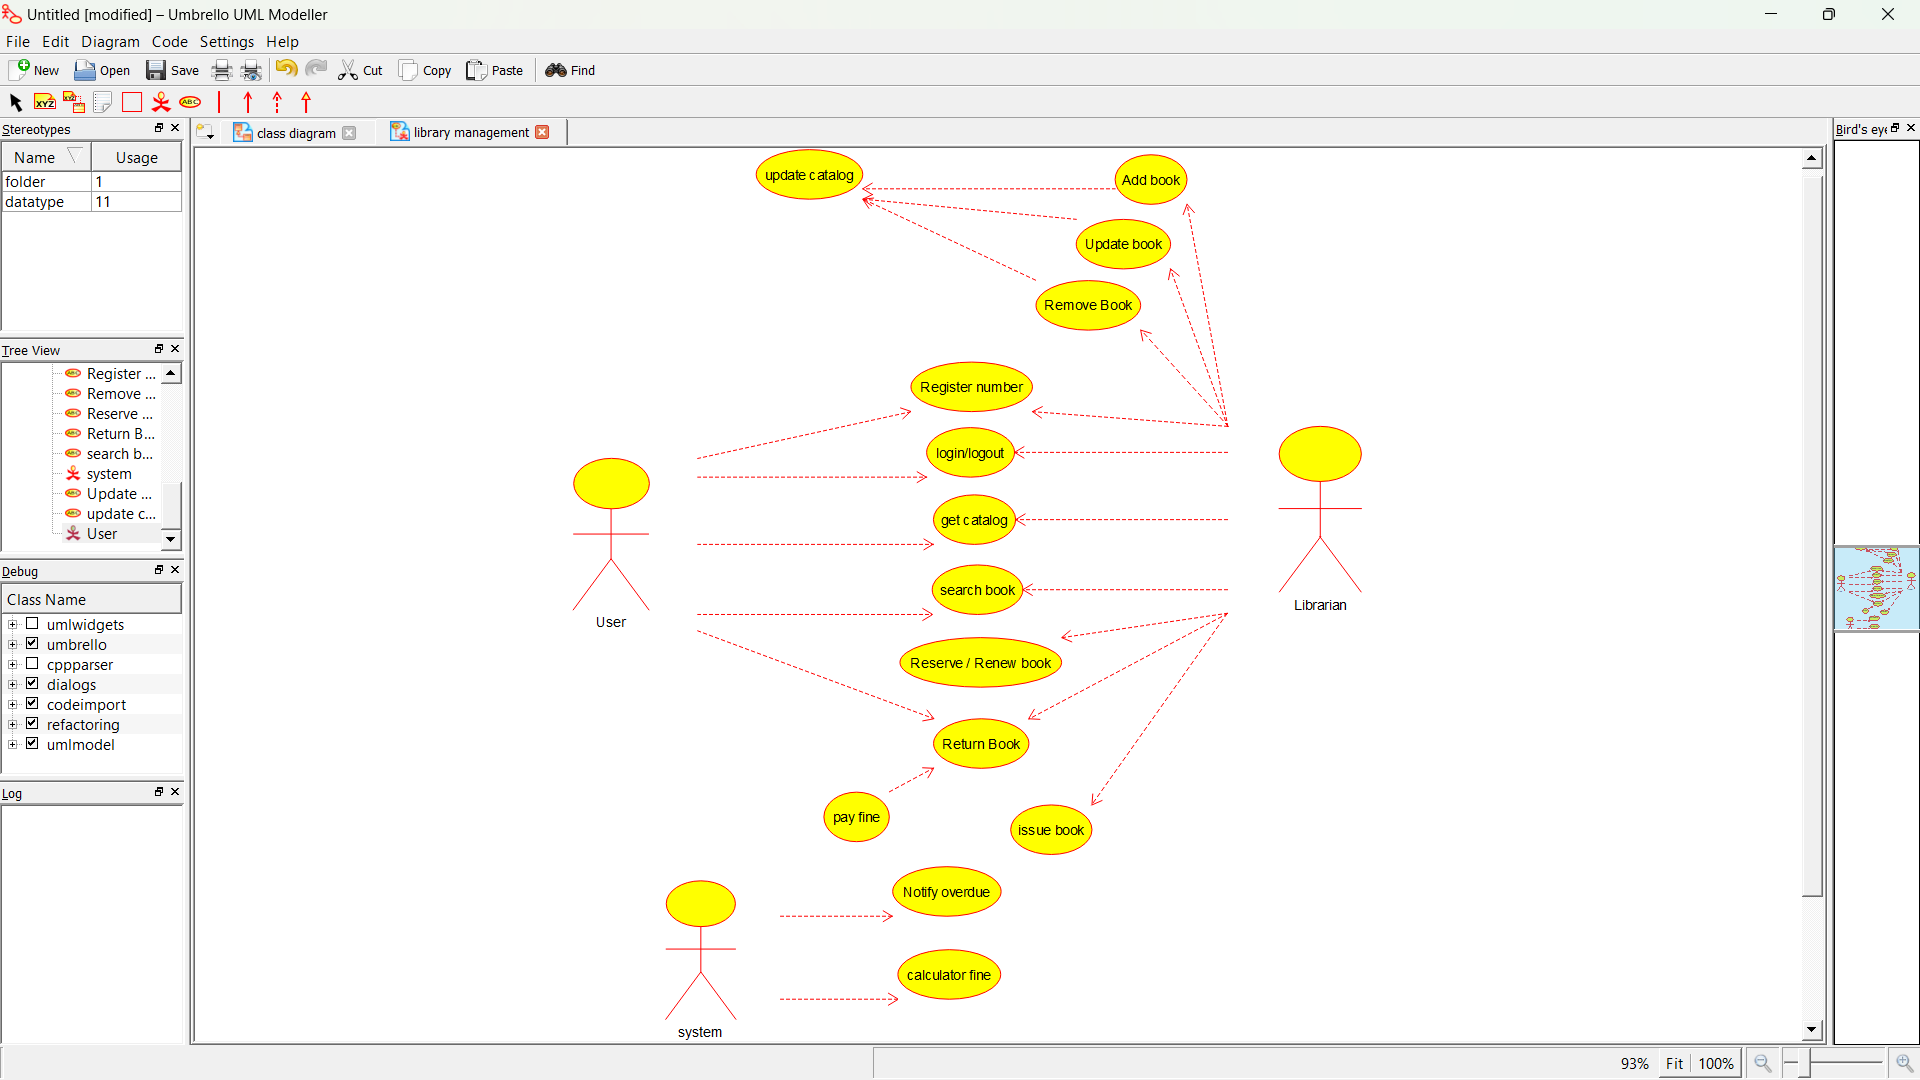 Untitled [modified] – Umbrello UML Modeller
File Edit Diagram Code Settings Help
New Open Save Cut Copy Paste Find
XYZ XYZ ABC
Stereotypes
Name Usage
folder 1
datatype 11
Tree View
Register ...
Remove ...
Reserve ...
Return B...
search b...
system
Update ...
update c...
User
Debug
Class Name
umlwidgets
umbrello
cppparser
dialogs
codeimport
refactoring
umlmodel
Log
class diagram library management
update catalog
Add book
Update book
Remove Book
Register number
login/logout
get catalog
search book
Reserve / Renew book
Return Book
pay fine
issue book
Notify overdue
calculator fine
User
Librarian
system
Bird's eye
93% Fit 100%